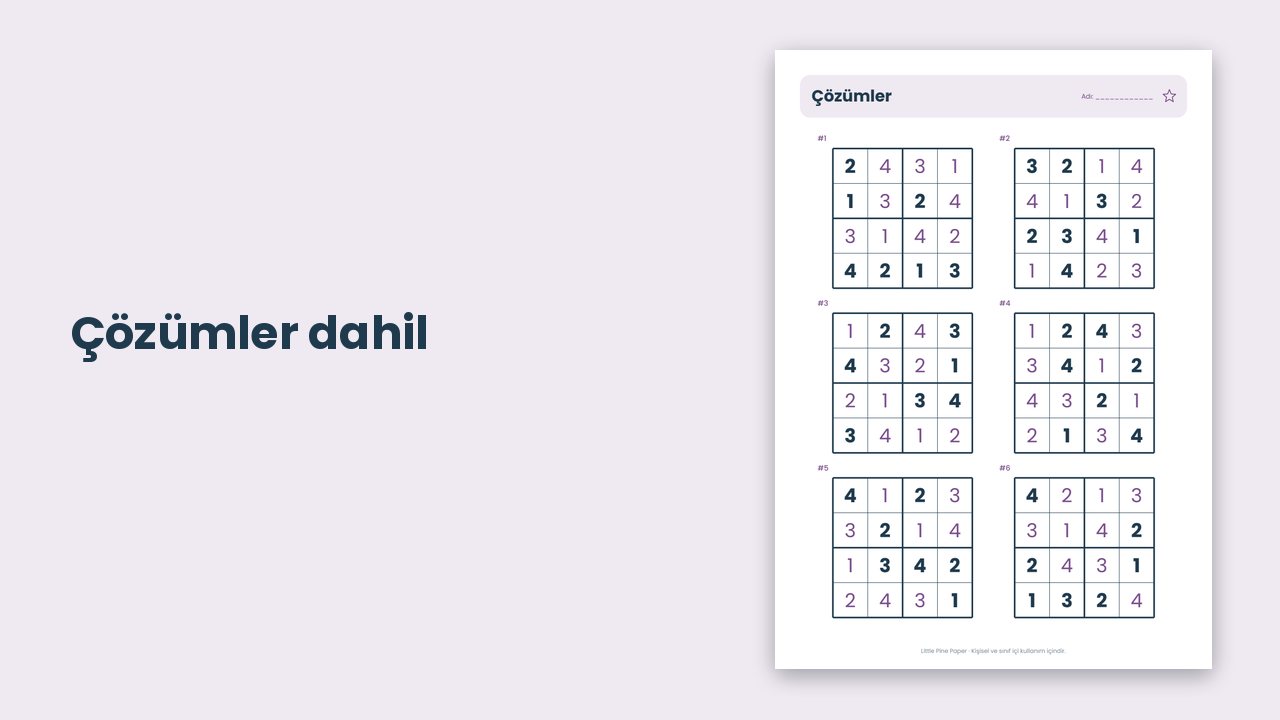 Çözümler dahil
Çözümler
Adı: ____________
#1
2 4 3 1
1 3 2 4
3 1 4 2
4 2 1 3
#2
3 2 1 4
4 1 3 2
2 3 4 1
1 4 2 3
#3
1 2 4 3
4 3 2 1
2 1 3 4
3 4 1 2
#4
1 2 4 3
3 4 1 2
4 3 2 1
2 1 3 4
#5
4 1 2 3
3 2 1 4
1 3 4 2
2 4 3 1
#6
4 2 1 3
3 1 4 2
2 4 3 1
1 3 2 4
Little Pine Paper · Kişisel ve sınıf içi kullanım içindir.